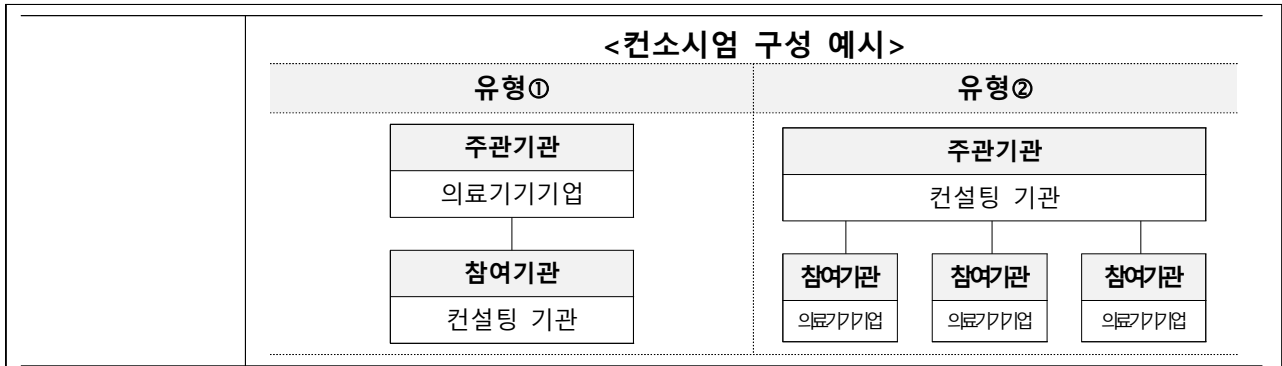 <컨소시엄 구성 예시>
유형① 유형②
주관기관
의료기기기업
참여기관
컨설팅 기관
주관기관
컨설팅 기관
참여기관 참여기관 참여기관
의료기기기업 의료기기기업 의료기기기업